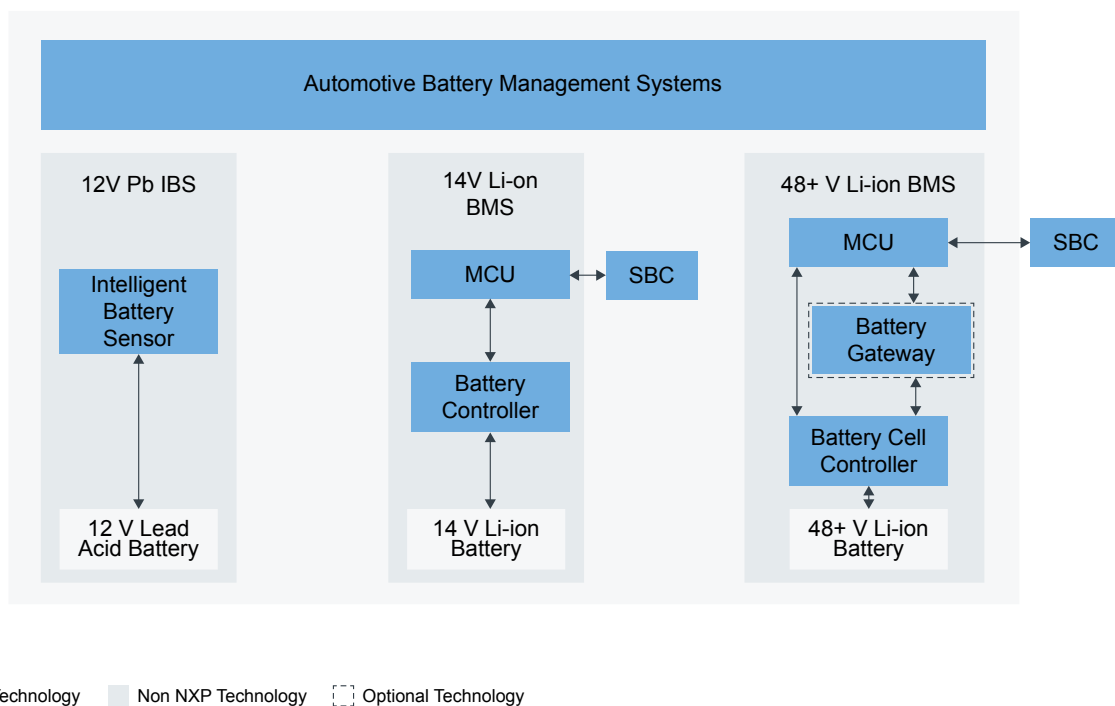 Automotive Battery Management Systems
12V Pb IBS
Intelligent
Battery
Sensor
12 V Lead
Acid Battery
14V Li-on
BMS
MCU
SBC
Battery
Controller
14 V Li-ion
Battery
48+ V Li-ion BMS
MCU
SBC
Battery
Gateway
Battery Cell
Controller
48+ V Li-ion
Battery
echnology
Non NXP Technology
Optional Technology